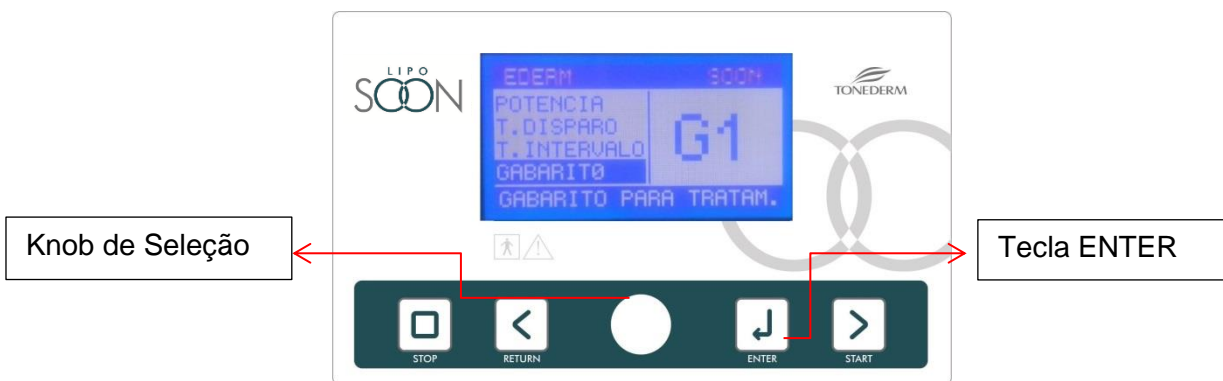 LIPO
SOON
EDERM SOON
POTENCIA
T.DISPARO
T.INTERVALO
GABARITO
G1
GABARITO PARA TRATAM.
TONEDERM
Knob de Seleção
Tecla ENTER
STOP
RETURN
ENTER
START